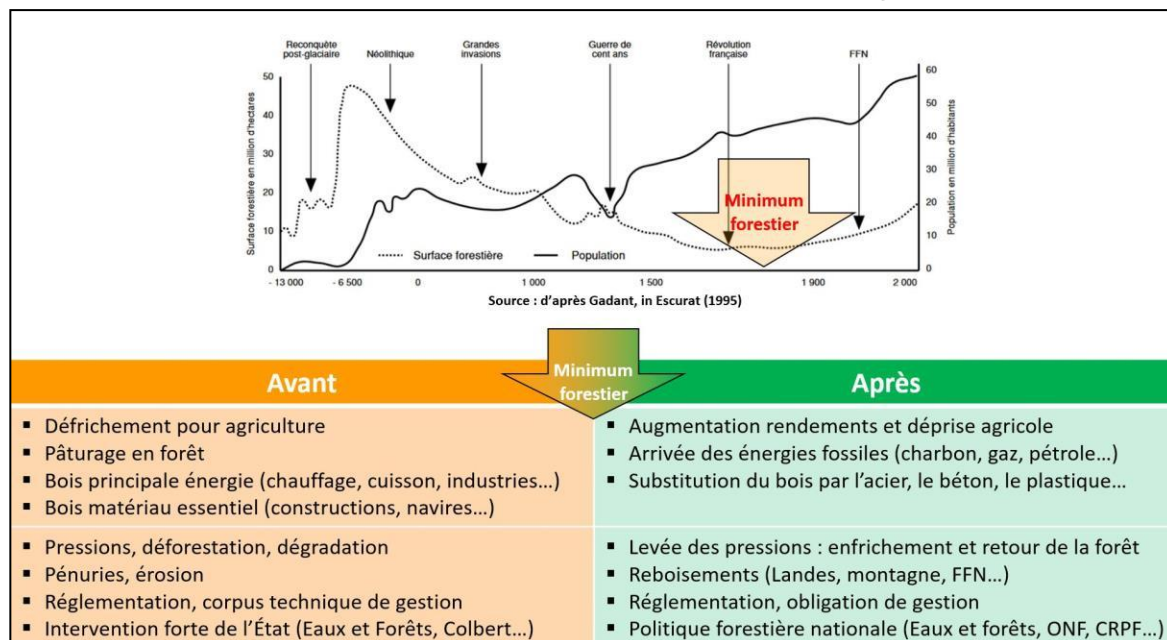 Reconquête
post-glaciaire
Néolithique
Grandes
invasions
Guerre de
cent ans
Révolution
française
FFN
Surface forestière en million d'hectares
50
40
30
20
10
0
Population en million d'habitants
60
50
40
30
20
10
0
Minimum
forestier
Surface forestière
Population
- 13 000
- 6 500
0
1 000
1 500
1 900
2 000
Source : d'après Gadant, in Escurat (1995)
Minimum
forestier
Avant
Après
▪ Défrichement pour agriculture
▪ Pâturage en forêt
▪ Bois principale énergie (chauffage, cuisson, industries…)
▪ Bois matériau essentiel (constructions, navires…)
▪ Augmentation rendements et déprise agricole
▪ Arrivée des énergies fossiles (charbon, gaz, pétrole…)
▪ Substitution du bois par l'acier, le béton, le plastique…
▪ Pressions, déforestation, dégradation
▪ Pénuries, érosion
▪ Réglementation, corpus technique de gestion
▪ Intervention forte de l'État (Eaux et Forêts, Colbert…)
▪ Levée des pressions : enfrichement et retour de la forêt
▪ Reboisements (Landes, montagne, FFN…)
▪ Réglementation, obligation de gestion
▪ Politique forestière nationale (Eaux et forêts, ONF, CRPF…)